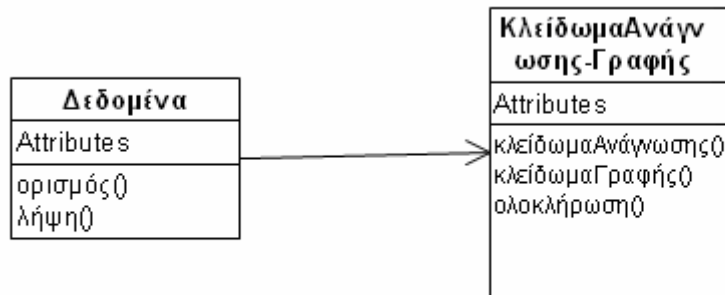 Δεδομένα
Attributes
ορισμός()
λήψη()
ΚλείδωμαΑνάγν
ωσης-Γραφής
Attributes
κλείδωμαΑνάγνωσης()
κλείδωμαΓραφής()
ολοκλήρωση()